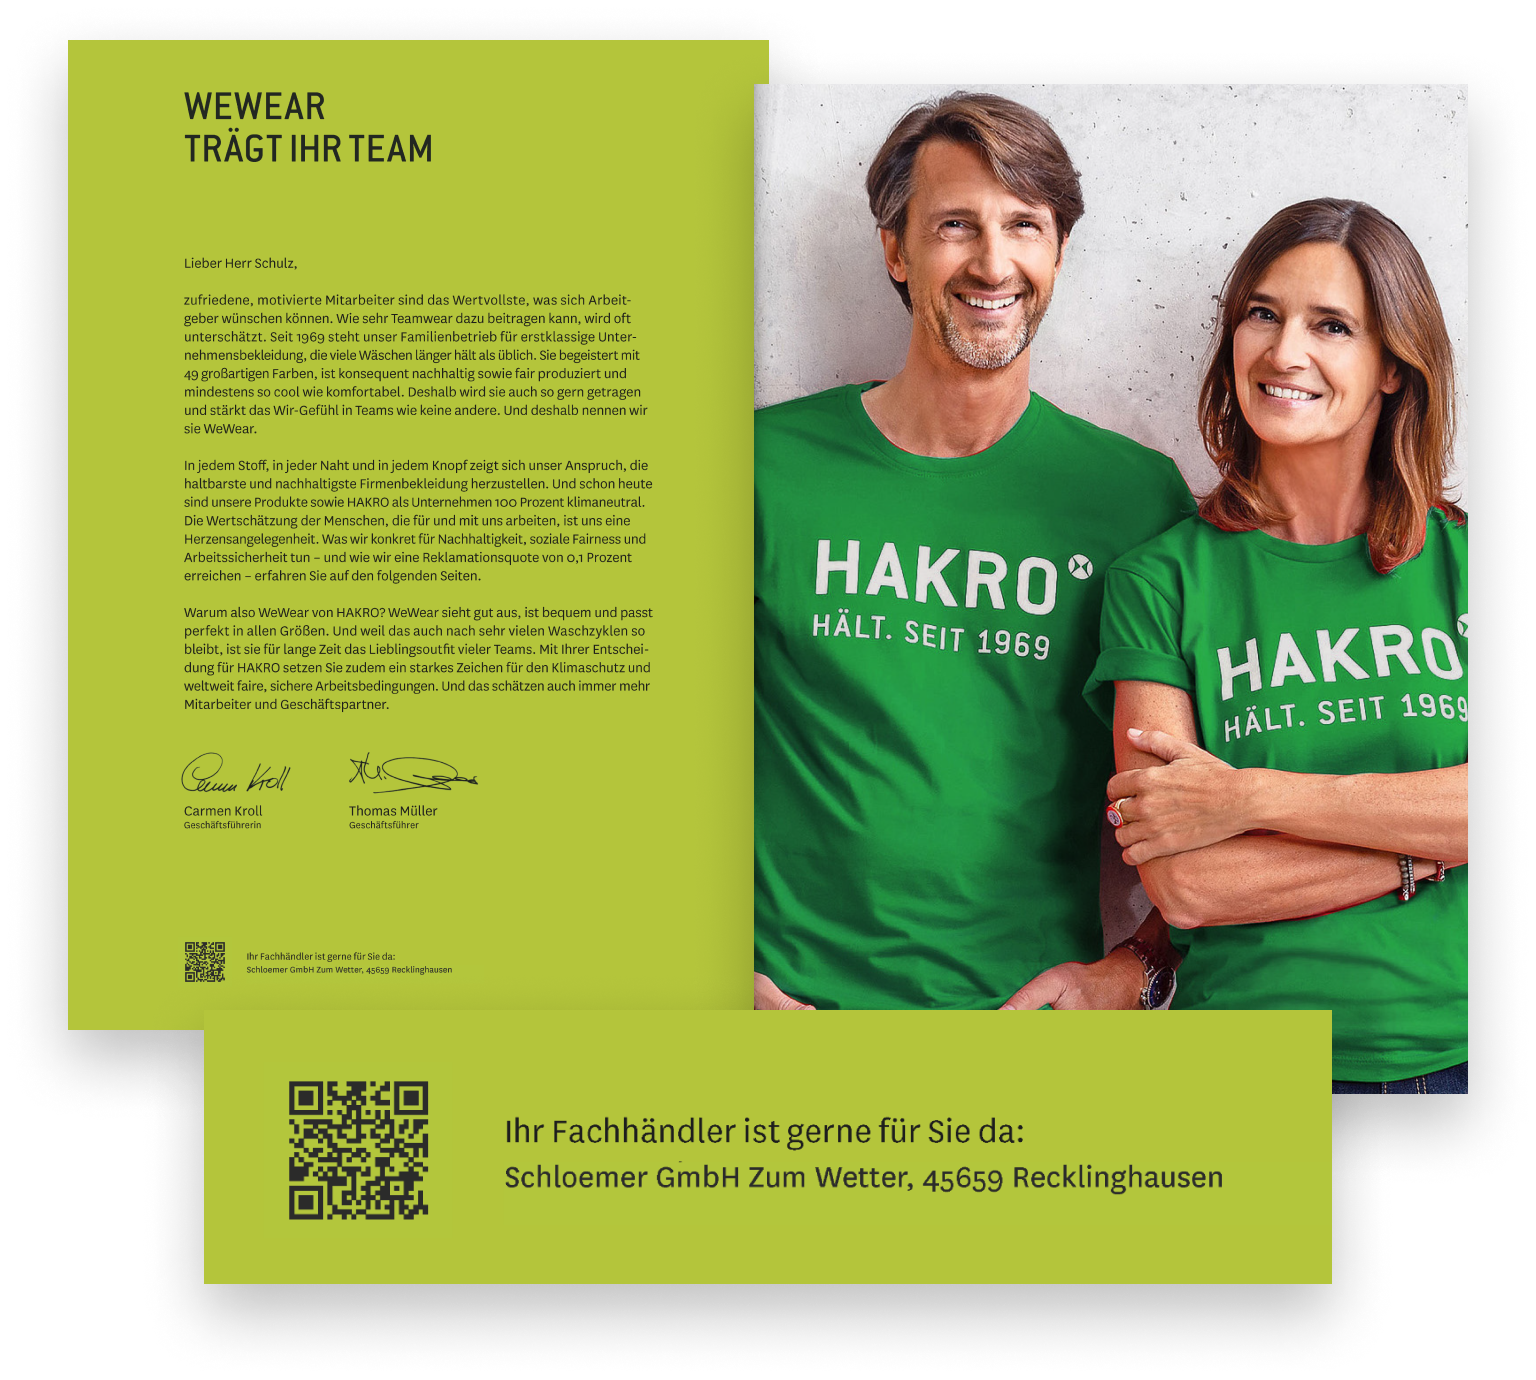 WEWEAR
TRÄGT IHR TEAM
Lieber Herr Schulz,
zufriedene, motivierte Mitarbeiter sind das Wertvollste, was sich Arbeit-
geber wünschen können. Wie sehr Teamwear dazu beitragen kann, wird oft
unterschätzt. Seit 1969 steht unser Familienbetrieb für erstklassige Unter-
nehmensbekleidung, die viele Wäschen länger hält als üblich. Sie begeistert mit
49 großartigen Farben, ist konsequent nachhaltig sowie fair produziert und
mindestens so cool wie komfortabel. Deshalb wird sie auch so gern getragen
und stärkt das Wir-Gefühl in Teams wie keine andere. Und deshalb nennen wir
sie WeWear.
In jedem Stoff, in jeder Naht und in jedem Knopf zeigt sich unser Anspruch, die
haltbarste und nachhaltigste Firmenbekleidung herzustellen. Und schon heute
sind unsere Produkte sowie HAKRO als Unternehmen 100 Prozent klimaneutral.
Die Wertschätzung der Menschen, die für und mit uns arbeiten, ist uns eine
Herzensangelegenheit. Was wir konkret für Nachhaltigkeit, soziale Fairness und
Arbeitssicherheit tun – und wie wir eine Reklamationsquote von 0,1 Prozent
erreichen – erfahren Sie auf den folgenden Seiten.
Warum also WeWear von HAKRO? WeWear sieht gut aus, ist bequem und passt
perfekt in allen Größen. Und weil das auch nach sehr vielen Waschzyklen so
bleibt, ist sie für lange Zeit das Lieblingsoutfit vieler Teams. Mit Ihrer Entschei-
dung für HAKRO setzen Sie zudem ein starkes Zeichen für den Klimaschutz und
weltweit faire, sichere Arbeitsbedingungen. Und das schätzen auch immer mehr
Mitarbeiter und Geschäftspartner.
Carmen Kroll
Carmen Kroll
Geschäftsführerin
Thomas Müller
Geschäftsführer
Ihr Fachhändler ist gerne für Sie da:
Schloemer GmbH Zum Wetter, 45659 Recklinghausen
HAKRO
HÄLT. SEIT 1969
HAKRO
HÄLT. SEIT 1969
Ihr Fachhändler ist gerne für Sie da:
Schloemer GmbH Zum Wetter, 45659 Recklinghausen